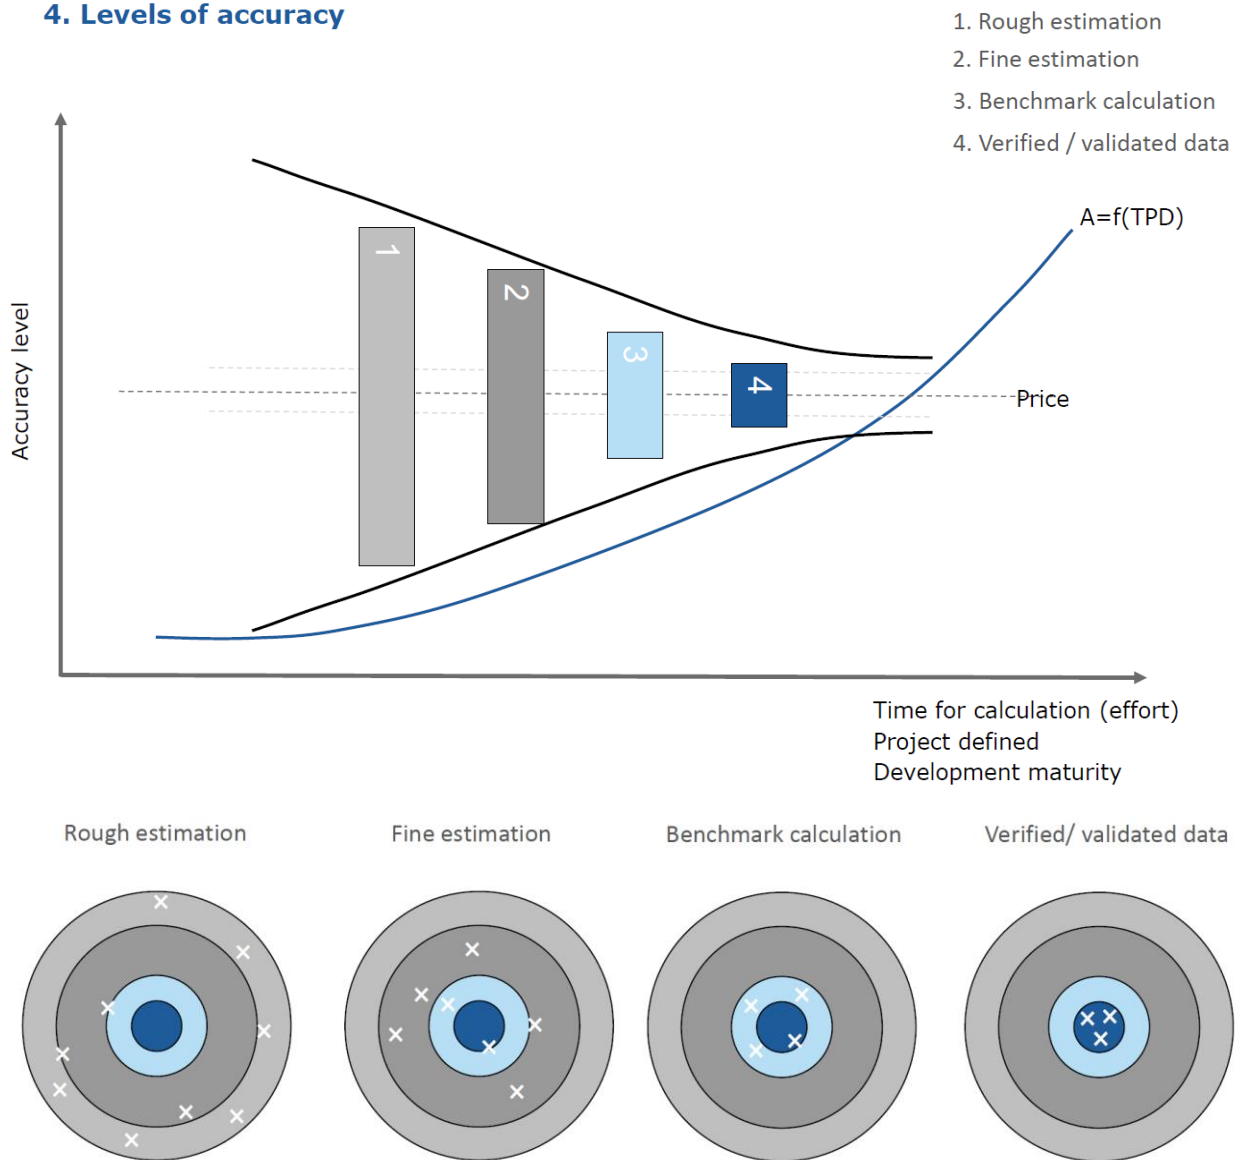 4. Levels of accuracy
1. Rough estimation
2. Fine estimation
3. Benchmark calculation
4. Verified / validated data
A=f(TPD)
1
2
3
4
Accuracy level
Price
Time for calculation (effort)
Project defined
Development maturity
Rough estimation
Fine estimation
Benchmark calculation
Verified/ validated data